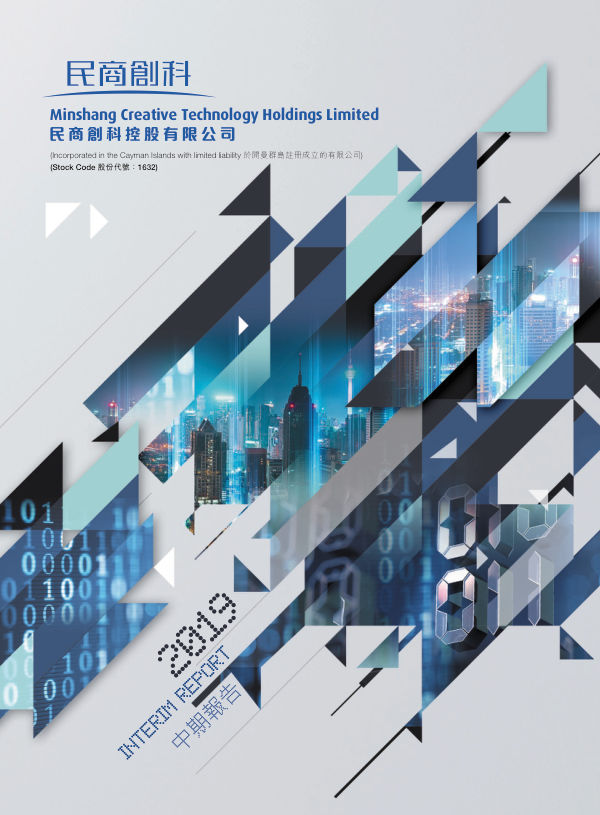 民商創科
Minshang Creative Technology Holdings Limited
民商創科控股有限公司
(Incorporated in the Cayman Islands with limited liability 於開曼群島註冊成立的有限公司)
(Stock Code 股份代號：1632)
2019
INTERIM REPORT
中期報告